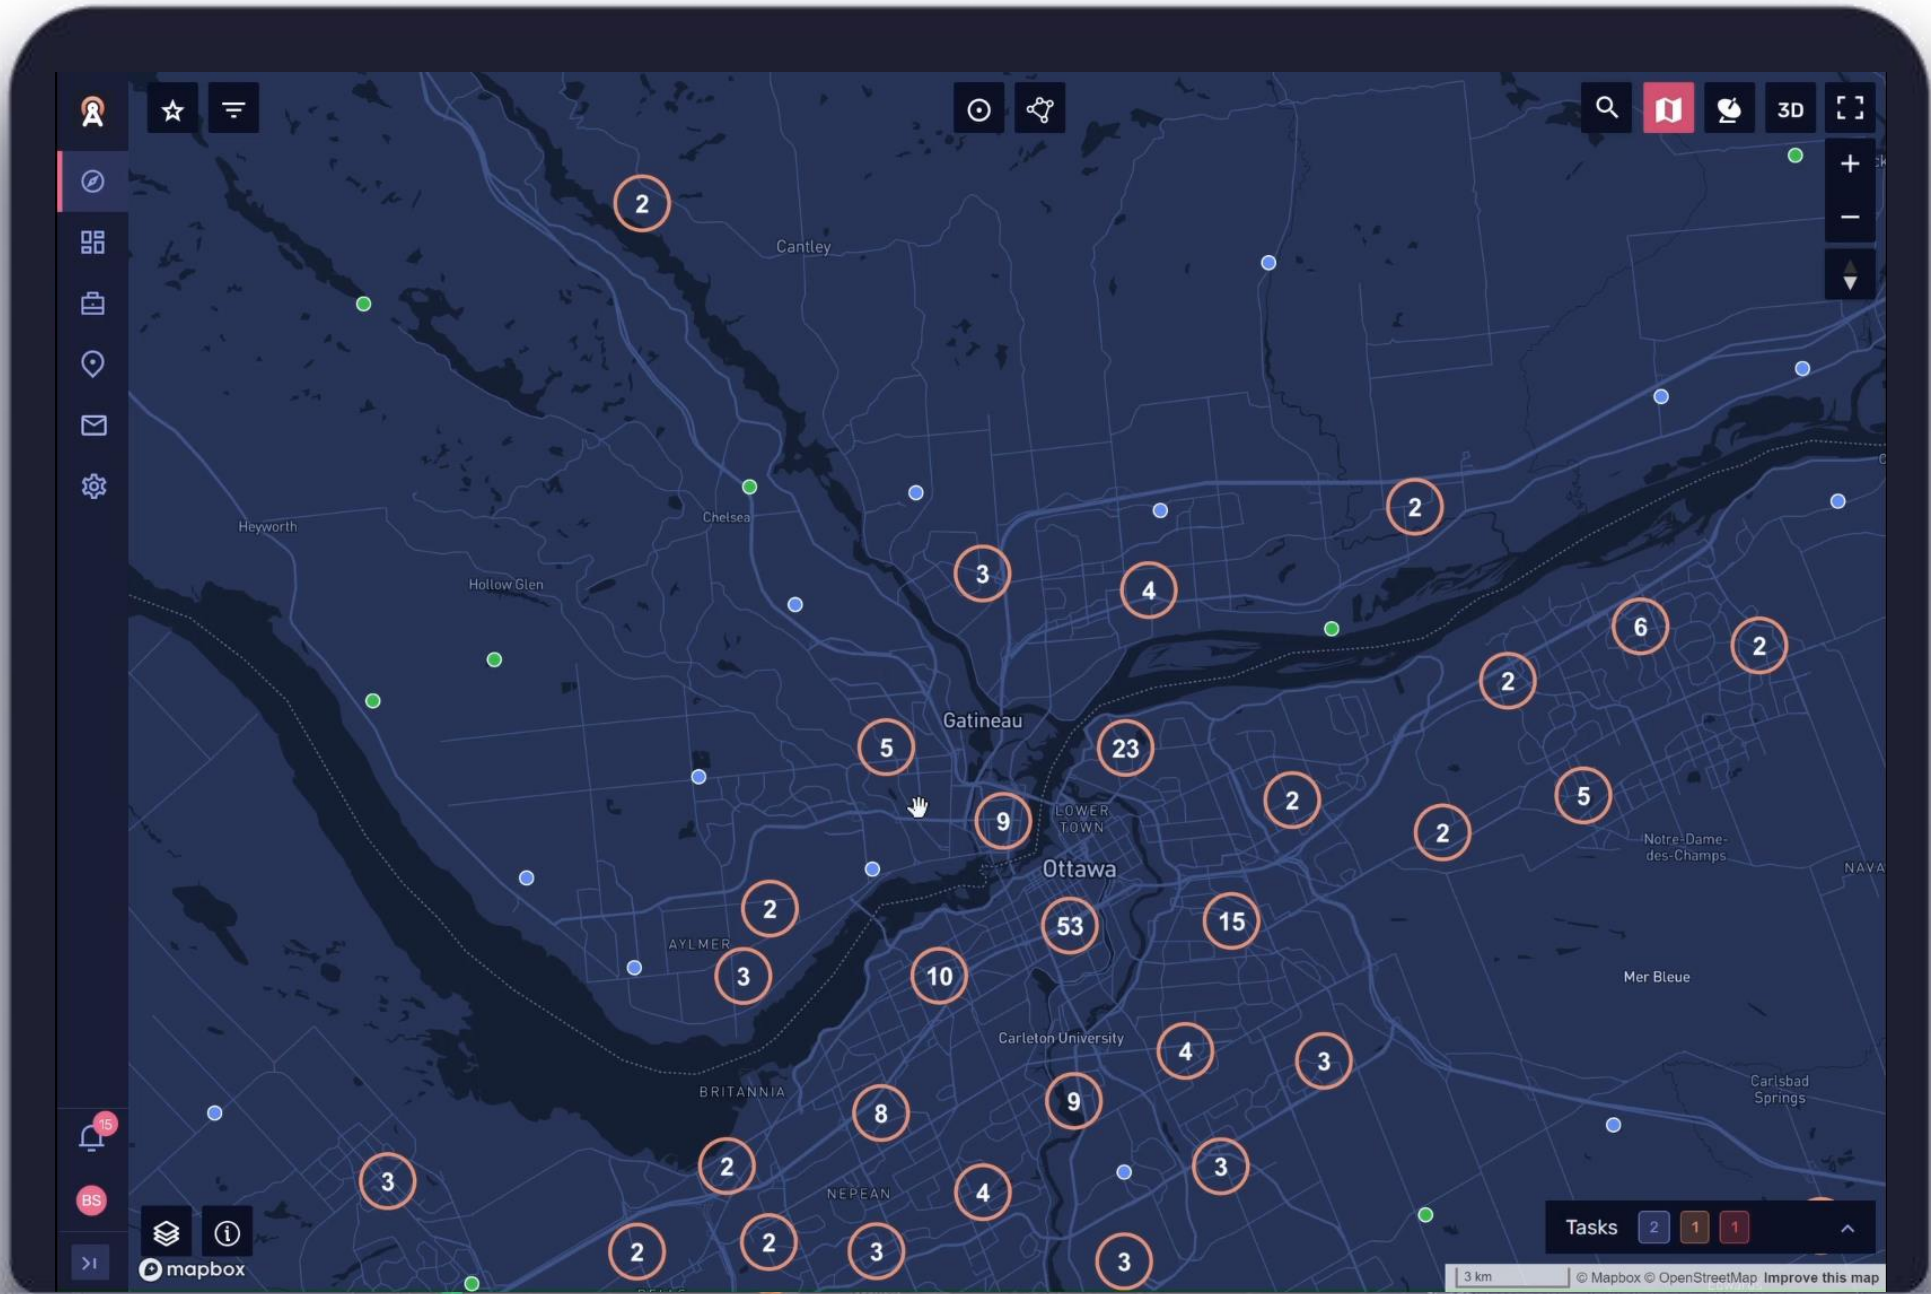 3D
2
Cantley
2
Chelsea
Heyworth
3
4
Hollow Glen
6
2
2
Gatineau
5
23
2
5
9
LOWER
TOWN
2
Notre-Dame-
des-Champs
Ottawa
NAVA
2
53
15
AYLMER
3
10
Mer Bleue
Carleton University
4
3
Carlsbad
Springs
BRITANNIA
9
8
15
2
3
3
4
NEPEAN
BS
Tasks 2 1 1
2
2
3
3
mapbox
3 km
© Mapbox © OpenStreetMap Improve this map